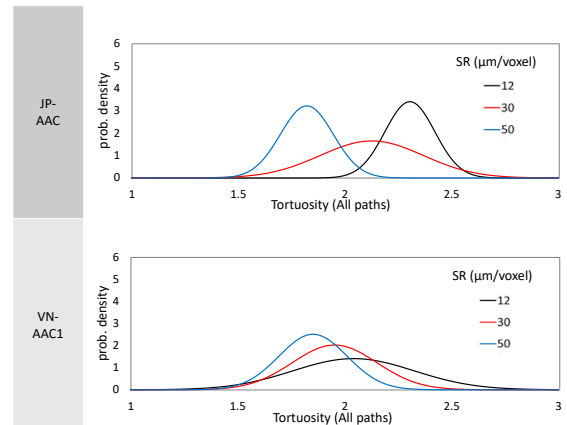 JP-
AAC
prob. density
6
5
4
3
2
1
0
SR (μm/voxel)
12
30
50
1 1.5 2 2.5 3
Tortuosity (All paths)
VN-
AAC1
prob. density
6
5
4
3
2
1
0
SR (μm/voxel)
12
30
50
1 1.5 2 2.5 3
Tortuosity (All paths)